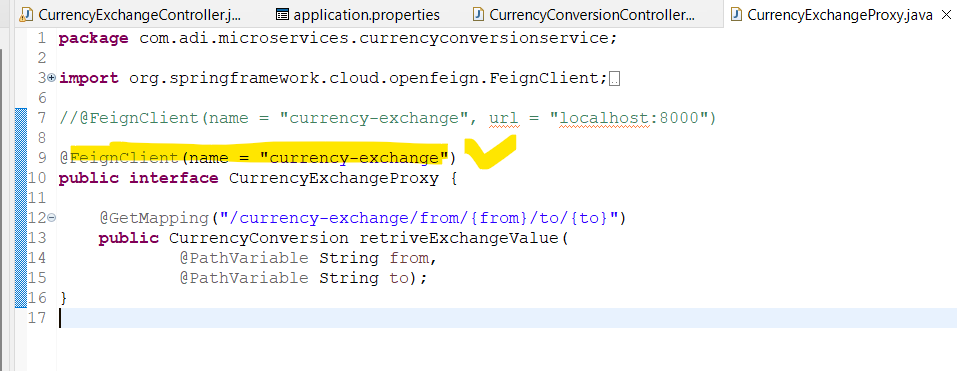 CurrencyExchangeController.j... application.properties CurrencyConversionController... CurrencyExchangeProxy.java
1 package com.adi.microservices.currencyconversionservice;
2
3 import org.springframework.cloud.openfeign.FeignClient;
6
7 //@FeignClient(name = "currency-exchange", url = "localhost:8000")
8
9 @FeignClient(name = "currency-exchange")
10 public interface CurrencyExchangeProxy {
11
12 @GetMapping("/currency-exchange/from/{from}/to/{to}")
13 public CurrencyConversion retriveExchangeValue(
14 @PathVariable String from,
15 @PathVariable String to);
16 }
17